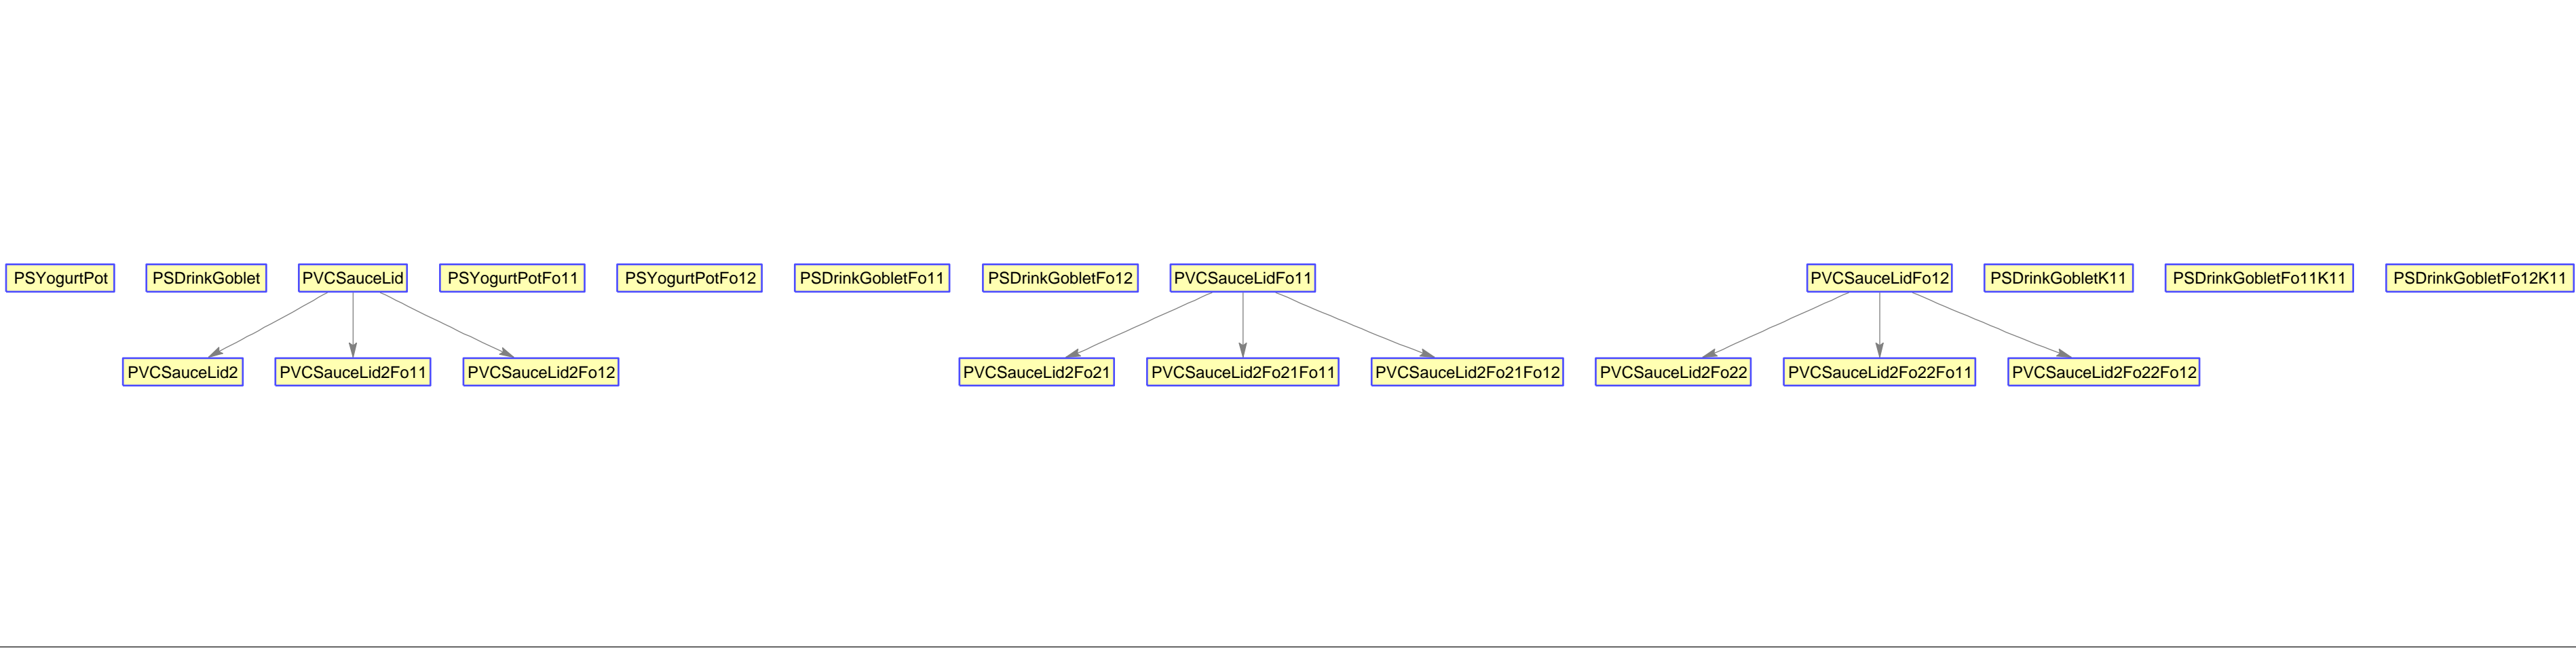 PSYogurtPot
PSDrinkGoblet
PVCSauceLid
PSYogurtPotFo11
PSYogurtPotFo12
PSDrinkGobletFo11
PSDrinkGobletFo12
PVCSauceLidFo11
PVCSauceLidFo12
PSDrinkGobletK11
PSDrinkGobletFo11K11
PSDrinkGobletFo12K11
PVCSauceLid2
PVCSauceLid2Fo11
PVCSauceLid2Fo12
PVCSauceLid2Fo21
PVCSauceLid2Fo21Fo11
PVCSauceLid2Fo21Fo12
PVCSauceLid2Fo22
PVCSauceLid2Fo22Fo11
PVCSauceLid2Fo22Fo12